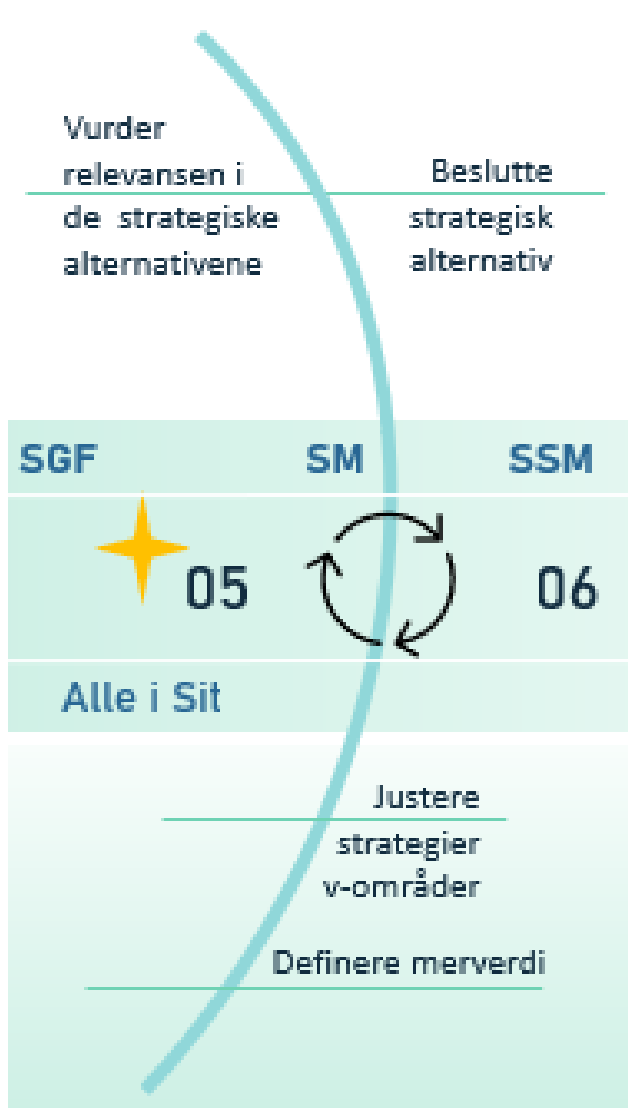 Vurder
relevansen i
de strategiske
alternativene
Beslutte
strategisk
alternativ
SGF SM SSM
05 06
Alle i Sit
Justere
strategier
v-områder
Definere merverdi